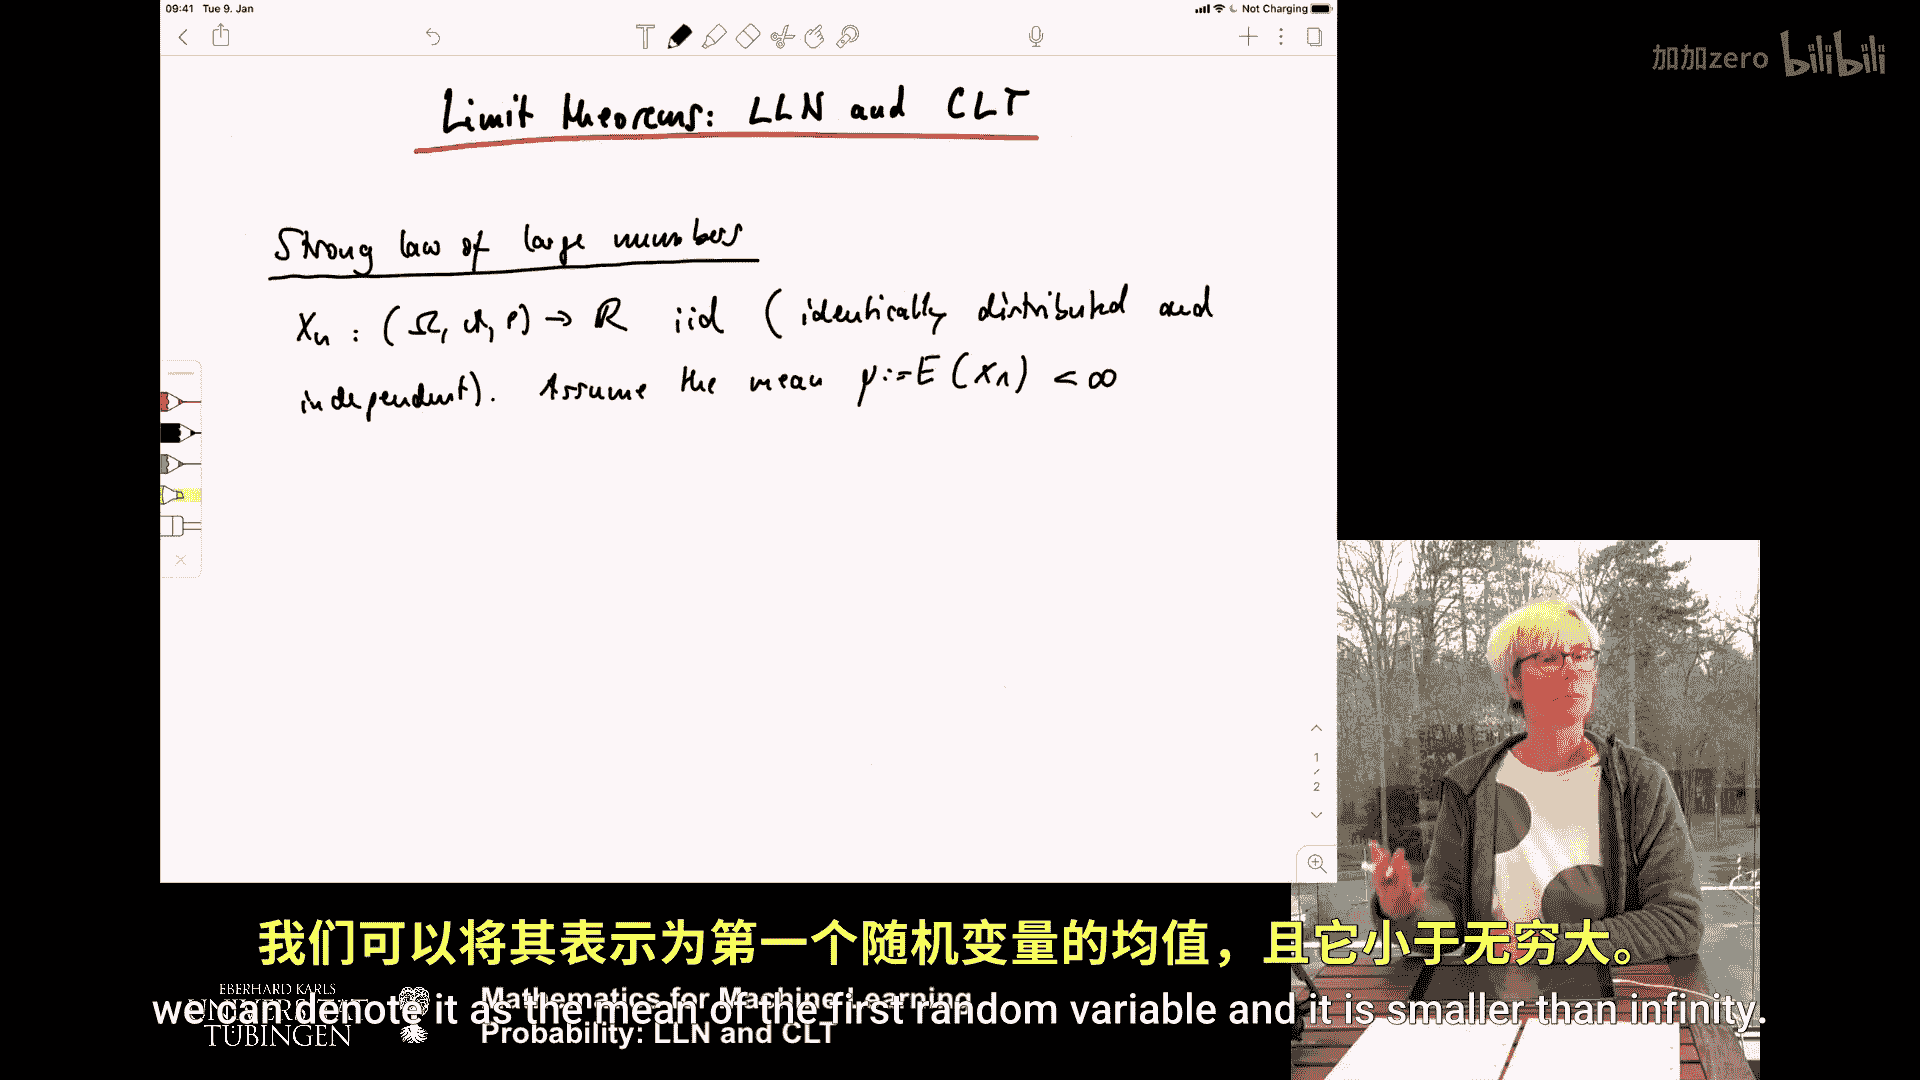 09:41 Tue 9. Jan
Not Charging
加加zero bilibili
Limit theorems: LLN and CLT
Strong law of large numbers
Xn : (Ω, 𝒜, P) → ℝ iid ( identically distributed and
independent). Assume the mean μ := E (X1) < ∞
1
/
2
我们可以将其表示为第一个随机变量的均值，且它小于无穷大。
we can denote it as the mean of the first random variable and it is smaller than infinity.
EBERHARD KARLS
UNIVERSITÄT
TÜBINGEN
Mathematics for Machine Learning
Probability: LLN and CLT